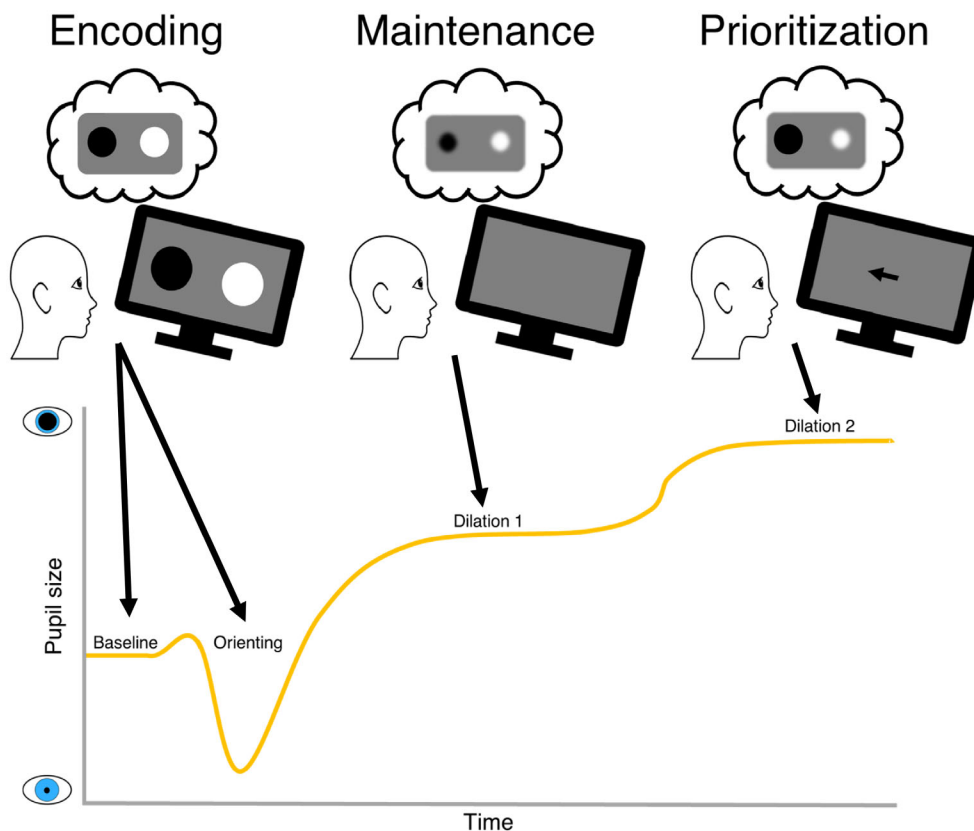 Encoding
Maintenance
Prioritization
Dilation 2
Dilation 1
Baseline
Orienting
Pupil size
Time